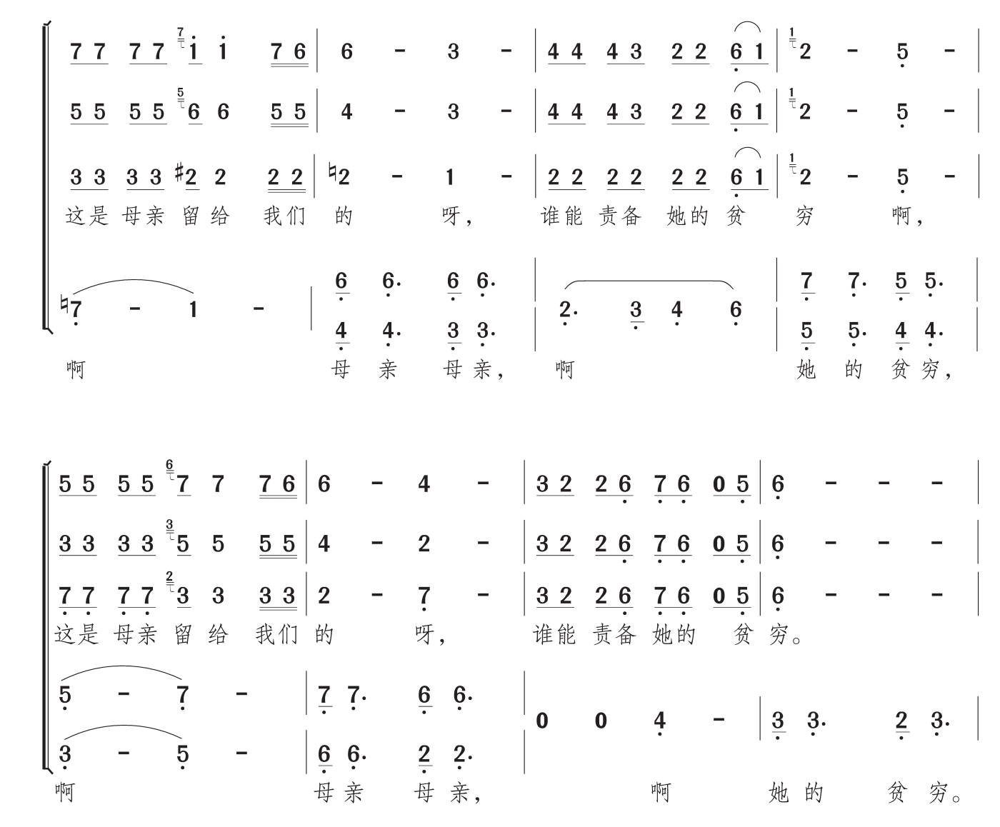 7 7 7 7 7 1 1 7 6 6 - 3 - 4 4 4 3 2 2 6 1 1 2 - 5 -
5 5 5 5 5 6 6 5 5 4 - 3 - 4 4 4 3 2 2 6 1 1 2 - 5 -
3 3 3 3 #2 2 2 2 ♮2 - 1 - 2 2 2 2 2 2 6 1 1 2 - 5 -
这是 母亲 留 给 我们 的 呀， 谁能 责备 她的 贫 穷 啊，
6 6. 6 6. 7 7. 5 5.
♮7 - 1 - 2. 3 4 6
4 4. 3 3. 5 5. 4 4.
啊 母 亲 母 亲， 啊 她 的 贫 穷，
5 5 5 5 6 7 7 7 6 6 - 4 - 3 2 2 6 7 6 0 5 6 - - -
3 3 3 3 3 5 5 5 5 4 - 2 - 3 2 2 6 7 6 0 5 6 - - -
7 7 7 7 2 3 3 3 3 2 - 7 - 3 2 2 6 7 6 0 5 6 - - -
这是 母亲 留 给 我们 的 呀， 谁能 责备 她的 贫 穷。
5 - 7 - 7 7. 6 6.
0 0 4 - 3 3. 2 3.
3 - 5 - 6 6. 2 2.
啊 母 亲 母 亲， 啊 她 的 贫 穷。